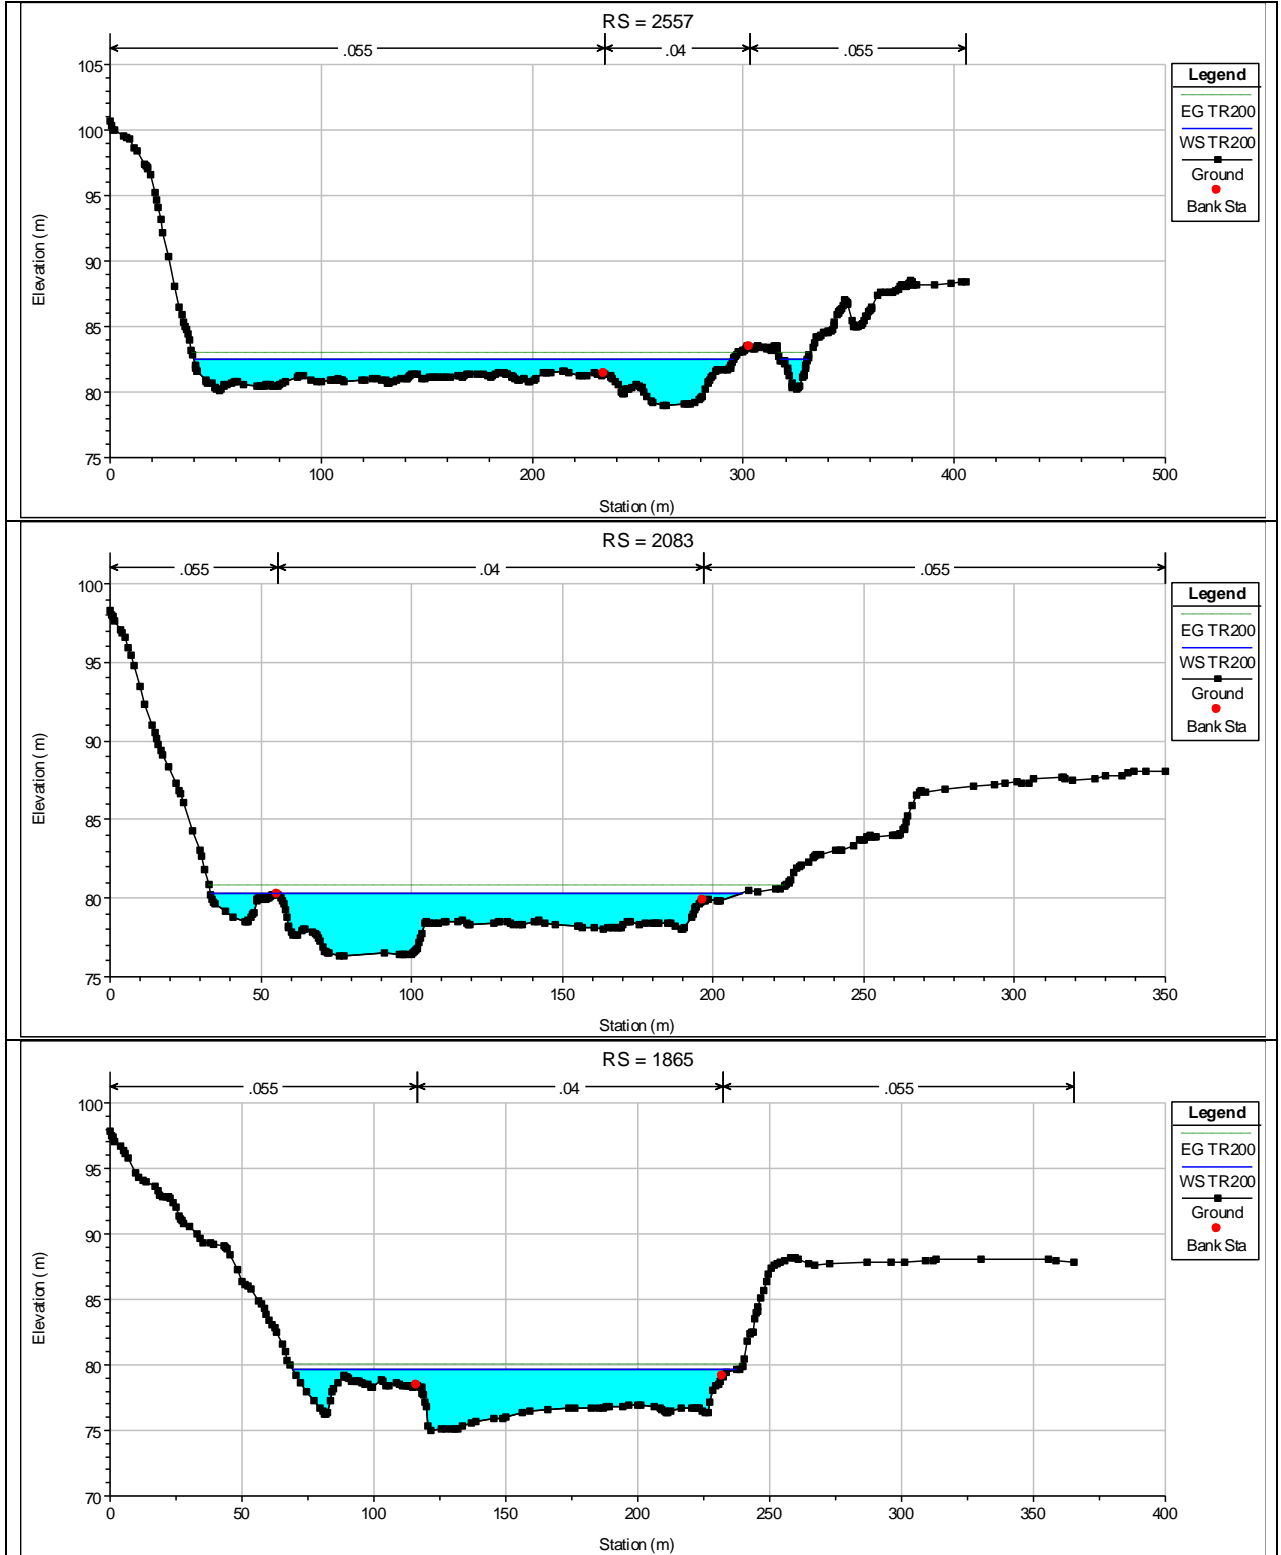 RS = 2557
.055 .04 .055
105
100
95
90
85
80
75
0 100 200 300 400 500
Elevation (m)
Station (m)
Legend
EG TR200
WS TR200
Ground
Bank Sta
RS = 2083
.055 .04 .055
100
95
90
85
80
75
0 50 100 150 200 250 300 350
Elevation (m)
Station (m)
Legend
EG TR200
WS TR200
Ground
Bank Sta
RS = 1865
.055 .04 .055
100
95
90
85
80
75
70
0 50 100 150 200 250 300 350 400
Elevation (m)
Station (m)
Legend
EG TR200
WS TR200
Ground
Bank Sta